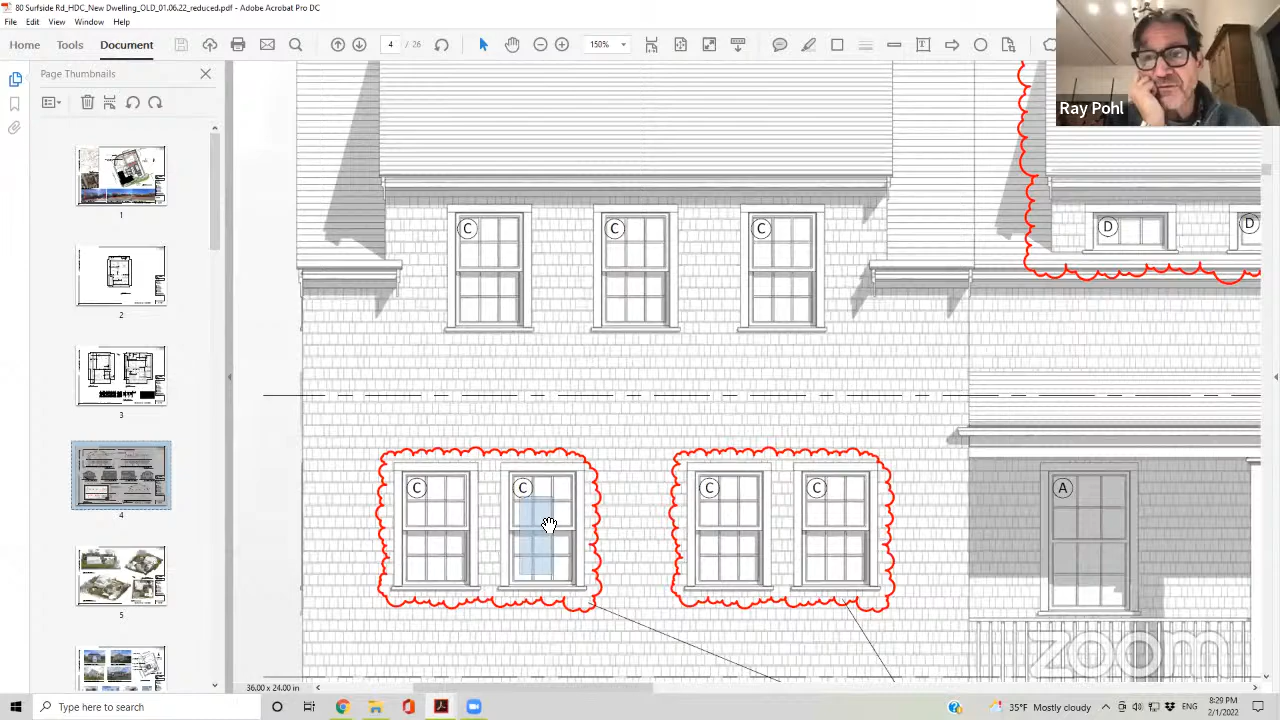 80 Surfside Rd_HDC_New Dwelling_OLD_01.06.22_reduced.pdf - Adobe Acrobat Pro DC
File Edit View Window Help
Home Tools Document
4 / 26
150%
Page Thumbnails
1
2
3
4
5
Ray Pohl
C
C
C
D
D
C
C
C
C
A
zoom
36.00 x 24.00 in
Type here to search
35°F Mostly cloudy
8:29 PM
2/1/2022